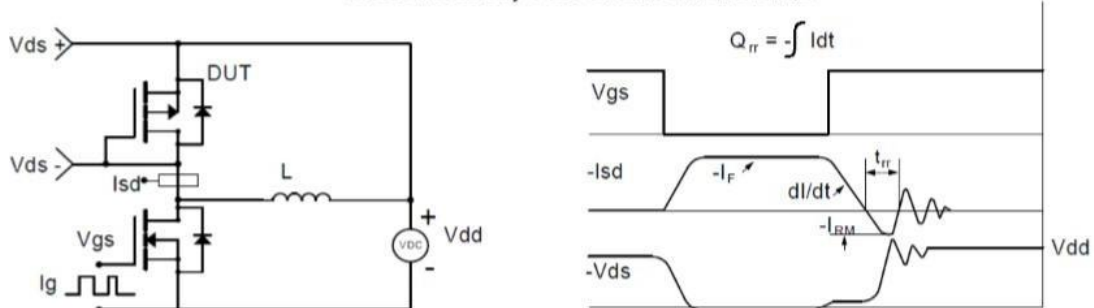 Vds +
DUT
Vds -
Isd
L
Vgs
Ig
+
VDC
-
Vdd
Qrr = -∫ Idt
Vgs
-Isd
-IF
dI/dt
trr
-IRM
-Vds
Vdd